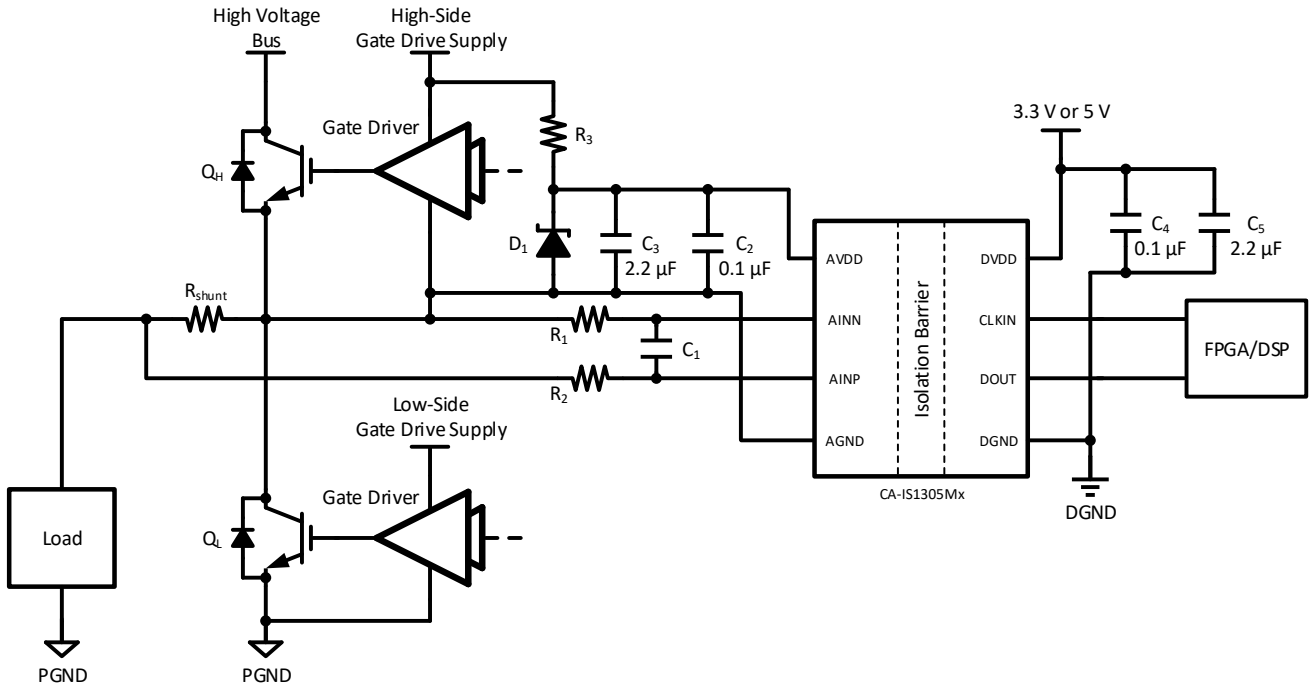 High Voltage
Bus
High-Side
Gate Drive Supply
3.3 V or 5 V
Gate Driver
R₃
Q_H
D₁
C₃
2.2 µF
C₂
0.1 µF
C₄
0.1 µF
C₅
2.2 µF
AVDD
DVDD
R_shunt
R₁
AINN
CLKIN
C₁
Isolation Barrier
FPGA/DSP
R₂
AINP
DOUT
Low-Side
Gate Drive Supply
AGND
DGND
CA-IS1305Mx
Gate Driver
DGND
Load
Q_L
PGND
PGND